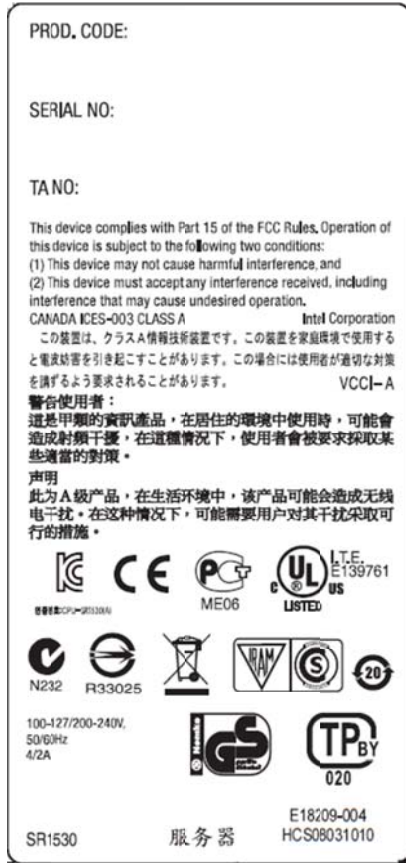 PROD. CODE:
SERIAL NO:
TA NO:
This device complies with Part 15 of the FCC Rules. Operation of
this device is subject to the following two conditions:
(1) This device may not cause harmful interference, and
(2) This device must accept any interference received, including
interference that may cause undesired operation.
CANADA ICES-003 CLASS A Intel Corporation
この装置は、クラスA情報技術装置です。この装置を家庭環境で使用する
と電波妨害を引き起こすことがあります。この場合には使用者が適切な対策
を講ずるよう要求されることがあります。 VCCI-A
警告使用者：
這是甲類的資訊產品，在居住的環境中使用時，可能會
造成射頻干擾，在這種情況下，使用者會被要求採取某
些適當的對策。
声明
此为A级产品，在生活环境中，该产品可能会造成无线
电干扰。在这种情况下，可能需要用户对其干扰采取可
行的措施。
CE
PCT
ME06
C UL US
®
LISTED
I.T.E.
E139761
N232
R33025
IRAM
S
20
100-127/200-240V,
50/60Hz
4/2A
Nemko
GS
TP BY
020
SR1530
服务器
E18209-004
HCS08031010